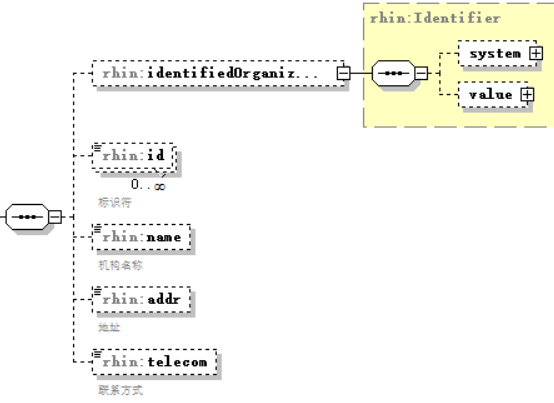 rhin:Identifier
system
value
rhin:identifiedOrganiz...
rhin:id
0..∞
标识符
rhin:name
机构名称
rhin:addr
地址
rhin:telecom
联系方式